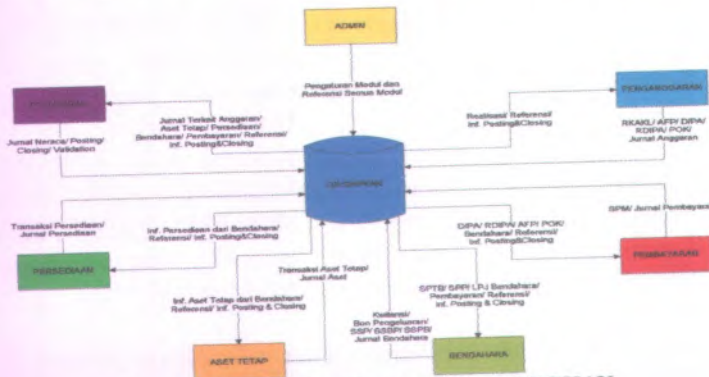 ADMIN
Pengaturan Modul dan
Referensi Semua Modul
PENGANGGARAN
Jurnal Terkait Anggaran/
Aset Tetap/ Persediaan/
Bendahara/ Pembayaran/ Referensi/
Inf. Posting&Closing
Realisasi/ Referensi/
Inf. Posting&Closing
Jurnal Neraca/ Posting/
Closing/ Validation
RKAKL/ AFP/ DIPA/
RDIPA/ POK/
Jurnal Anggaran
Transaksi Persediaan/
Jurnal Persediaan
Inf. Persediaan dari Bendahara/
Referensi/ Inf. Posting&Closing
DIPA/ RDIPA/ AFP/ POK/
Bendahara/ Referensi/
Inf. Posting&Closing
SPM/ Jurnal Pembayaran
PERSEDIAAN
PEMBAYARAN
Inf. Aset Tetap dari Bendahara/
Referensi/ Inf. Posting & Closing
Transaksi Aset Tetap/
Jurnal Aset
Kuitansi/
Bon Pengeluaran/
SSP/ SSBP/ SSPB/
Jurnal Bendahara
SPTB/ SPP/ LPJ Bendahara/
Pembayaran/ Referensi/
Inf. Posting & Closing
ASET TETAP
BENDAHARA